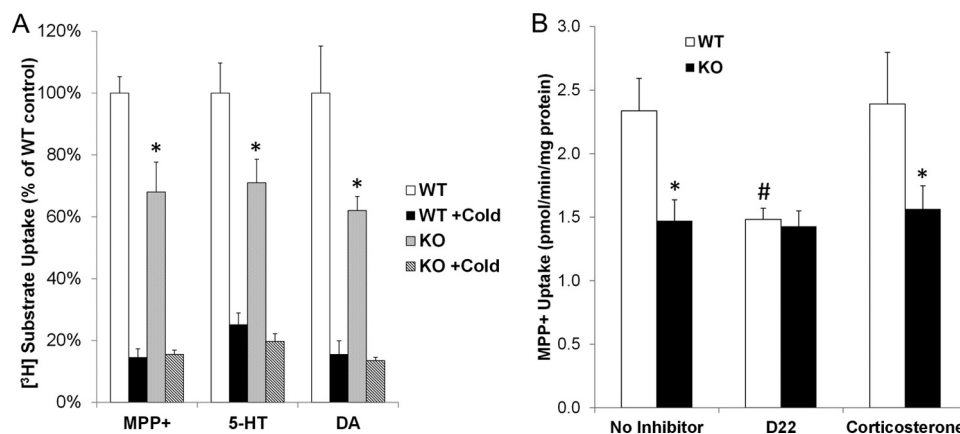 A
[³H] Substrate Uptake (% of WT control)
120%
100%
80%
60%
40%
20%
0%
*
*
*
MPP+
5-HT
DA
WT
WT +Cold
KO
KO +Cold
B
MPP+ Uptake (pmol/min/mg protein)
3.0
2.5
2.0
1.5
1.0
0.5
0.0
WT
KO
*
#
*
No Inhibitor
D22
Corticosterone